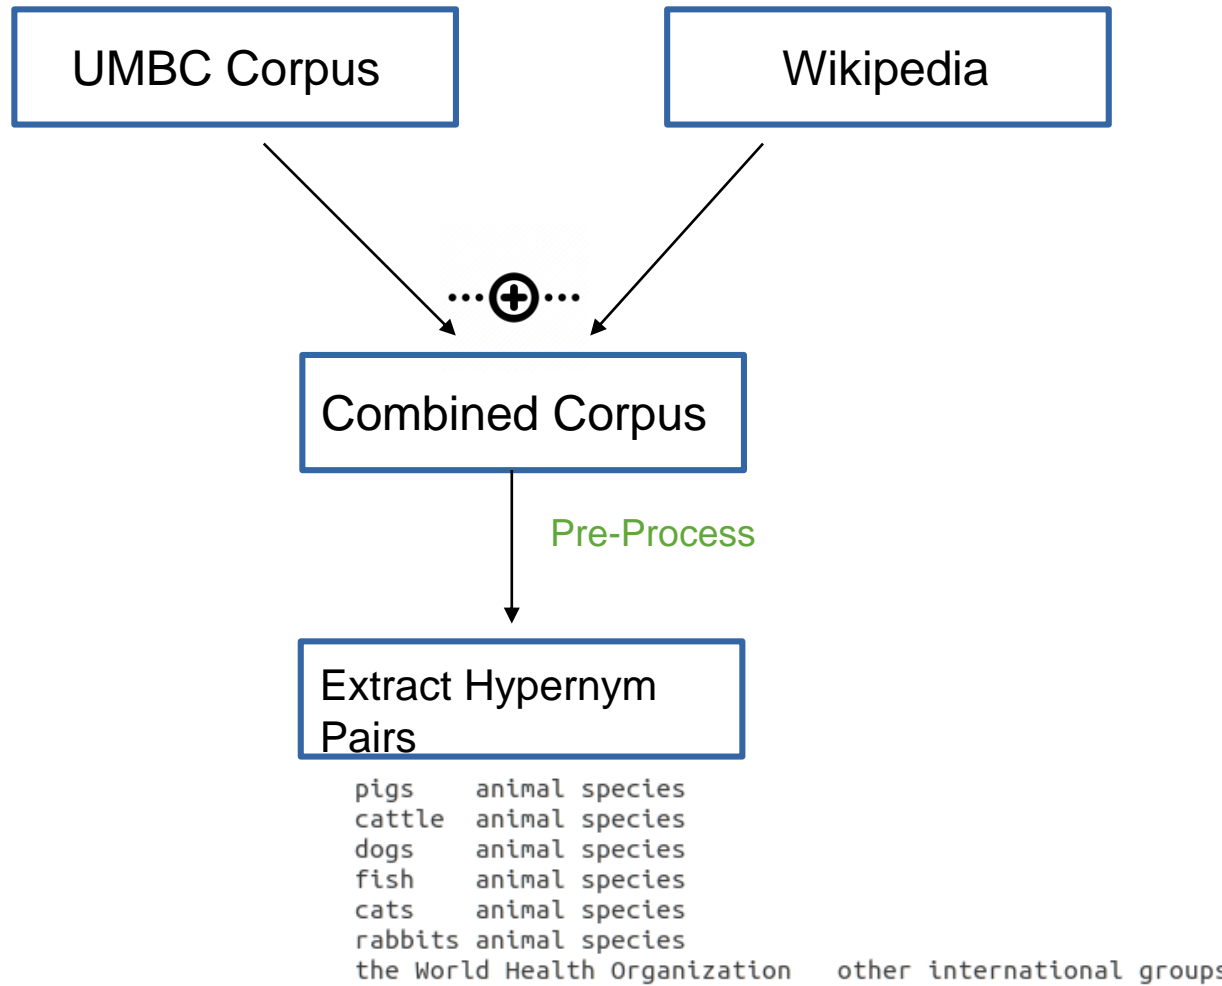 UMBC Corpus
Wikipedia
Combined Corpus
Pre-Process
Extract Hypernym
Pairs
pigs animal species
cattle animal species
dogs animal species
fish animal species
cats animal species
rabbits animal species
the World Health Organization other international groups